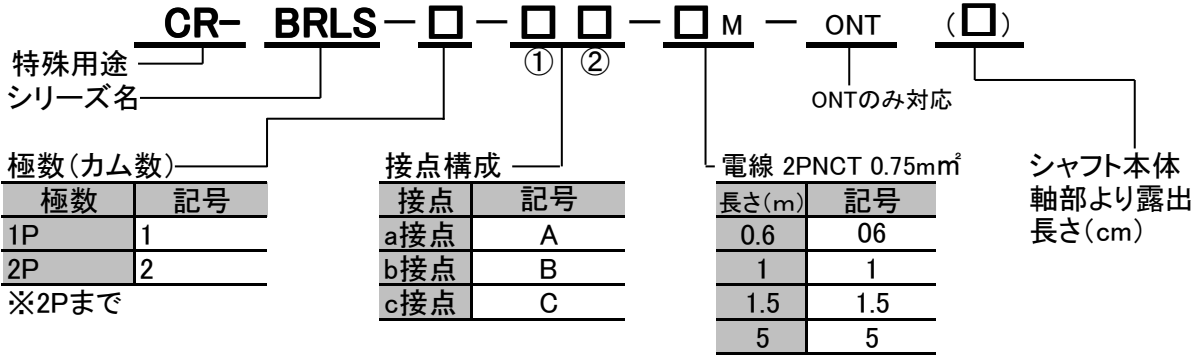 CR- BRLS-□-□□-□M-ONT (□)
① ②
特殊用途
シリーズ名
ONTのみ対応
極数(カム数)
極数 記号
1P 1
2P 2
※2Pまで
接点構成
接点 記号
a接点 A
b接点 B
c接点 C
電線 2PNCT 0.75m㎡
長さ(m) 記号
0.6 06
1 1
1.5 1.5
5 5
シャフト本体
軸部より露出
長さ(cm)